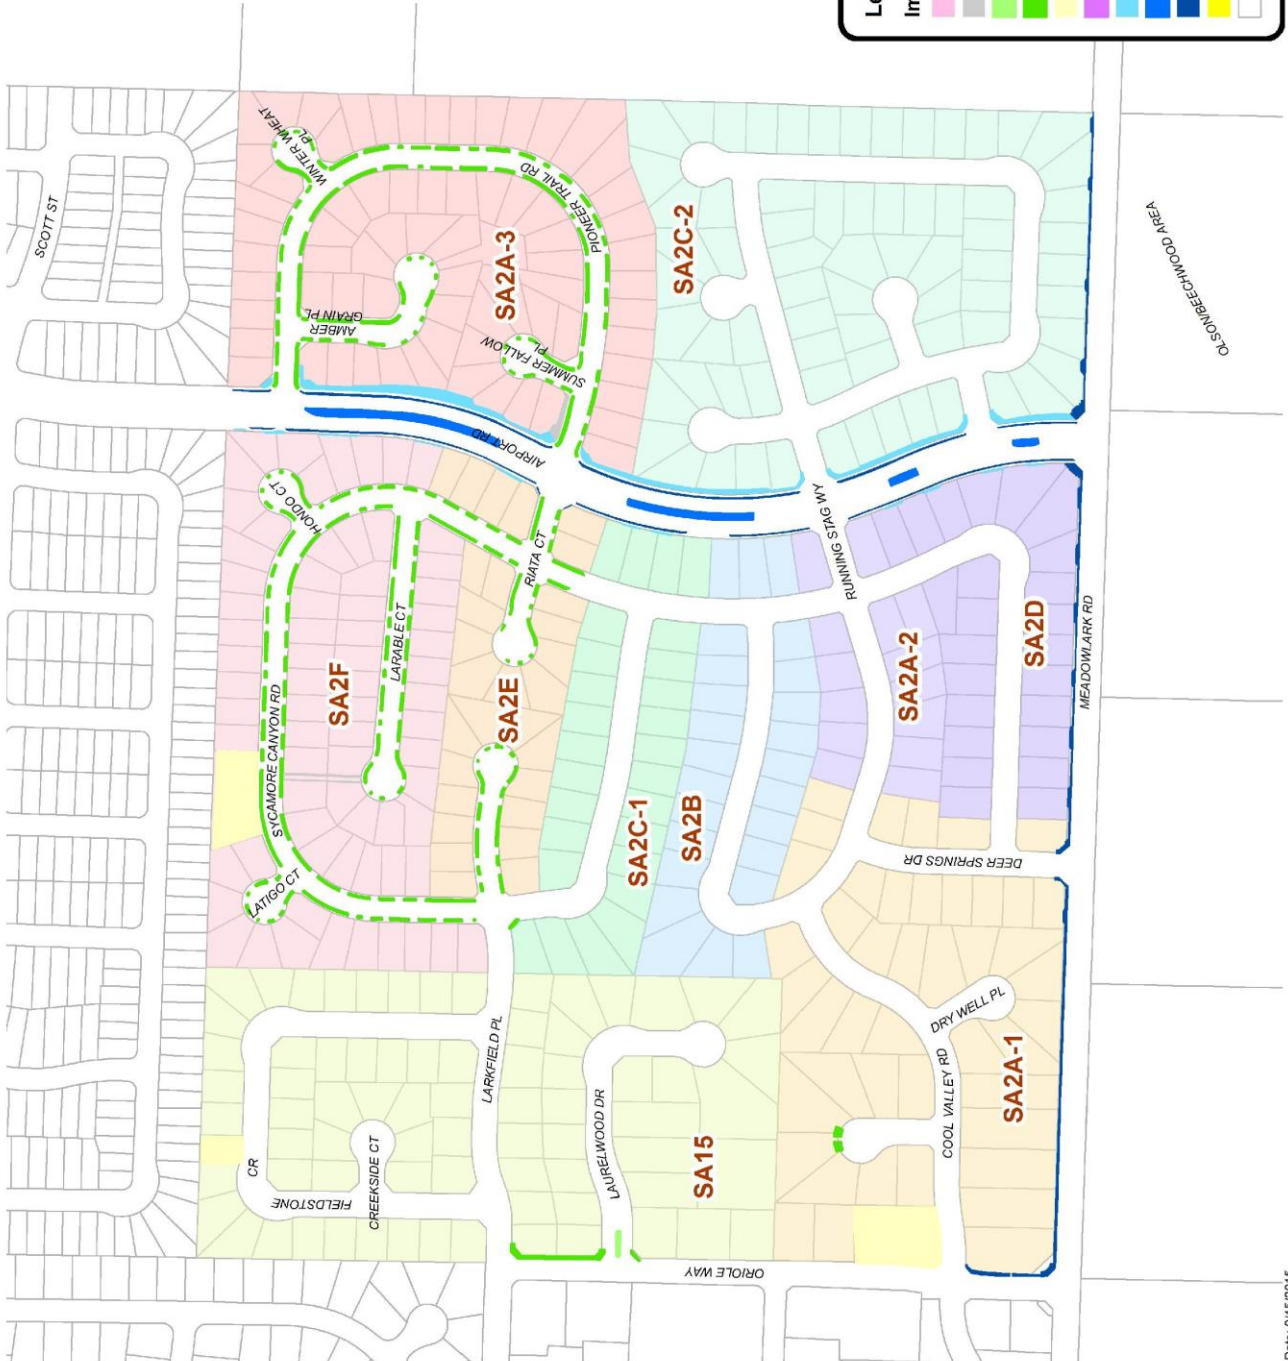 Le
Im
SCOTT ST
WINTER WHEAT
PL
PIONEER TRAIL RD
SA2A-3
AMBER
GRAIN PL
SUMMER FALLOW
PL
SA2C-2
OLSON/BEECHWOOD AREA
AIRPORT RD
HONDO CT
RIATA CT
RUNNING STAG WY
LARABLE CT
SYCAMORE CANYON RD
SA2F
SA2E
SA2A-2
SA2D
MEADOWLARK RD
SA2C-1
SA2B
DEER SPRINGS DR
LATIGO CT
LARKFIELD PL
DRY WELL PL
COOL VALLEY RD
SA2A-1
LAURELWOOD DR
SA15
CR
FIELDSTONE
CREEKSIDE CT
ORIOLE WAY